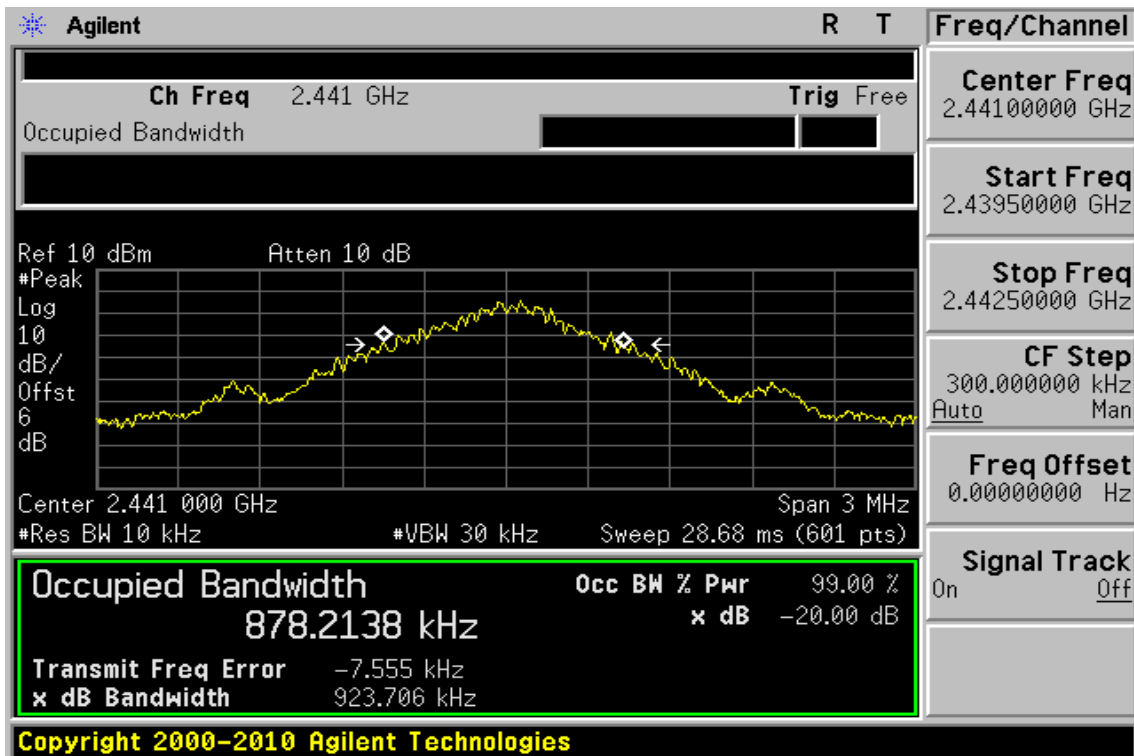 Agilent R T
Ch Freq 2.441 GHz Trig Free
Occupied Bandwidth
Ref 10 dBm Atten 10 dB
#Peak
Log
10
dB/
Offst
6
dB
Center 2.441 000 GHz Span 3 MHz
#Res BW 10 kHz #VBW 30 kHz Sweep 28.68 ms (601 pts)
Occupied Bandwidth
878.2138 kHz
Occ BW % Pwr 99.00 %
x dB -20.00 dB
Transmit Freq Error -7.555 kHz
x dB Bandwidth 923.706 kHz
Copyright 2000-2010 Agilent Technologies
Freq/Channel
Center Freq
2.44100000 GHz
Start Freq
2.43950000 GHz
Stop Freq
2.44250000 GHz
CF Step
300.000000 kHz
Auto Man
Freq Offset
0.00000000 Hz
Signal Track
On Off